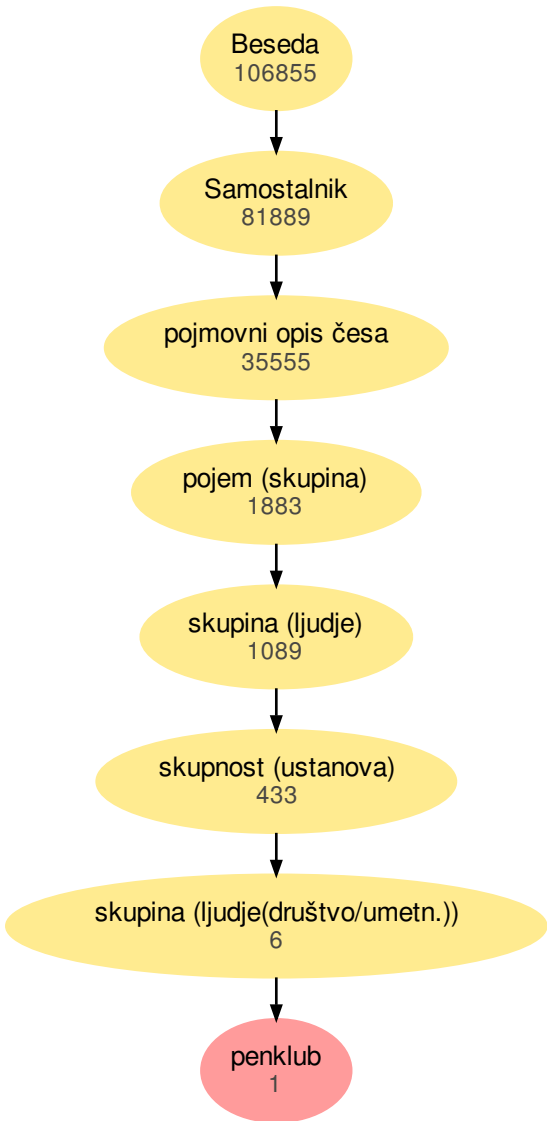 Beseda
106855
Samostalnik
81889
pojmovni opis česa
35555
pojem (skupina)
1883
skupina (ljudje)
1089
skupnost (ustanova)
433
skupina (ljudje(društvo/umetn.))
6
penklub
1